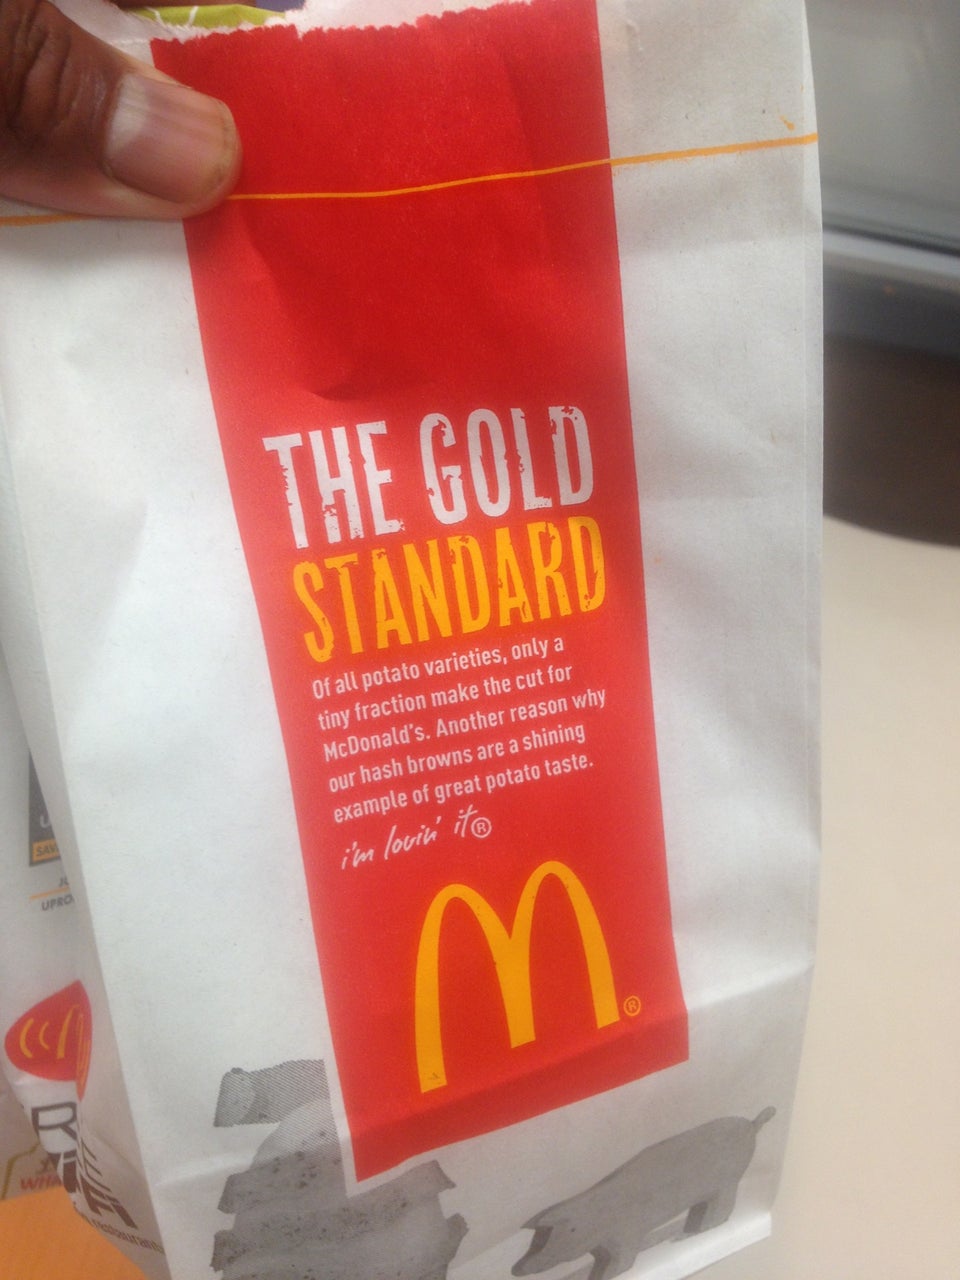 THE GOLD
STANDARD
Of all potato varieties, only a
tiny fraction make the cut for
McDonald's. Another reason why
our hash browns are a shining
example of great potato taste.
i'm lovin' it®
M®
UPRO